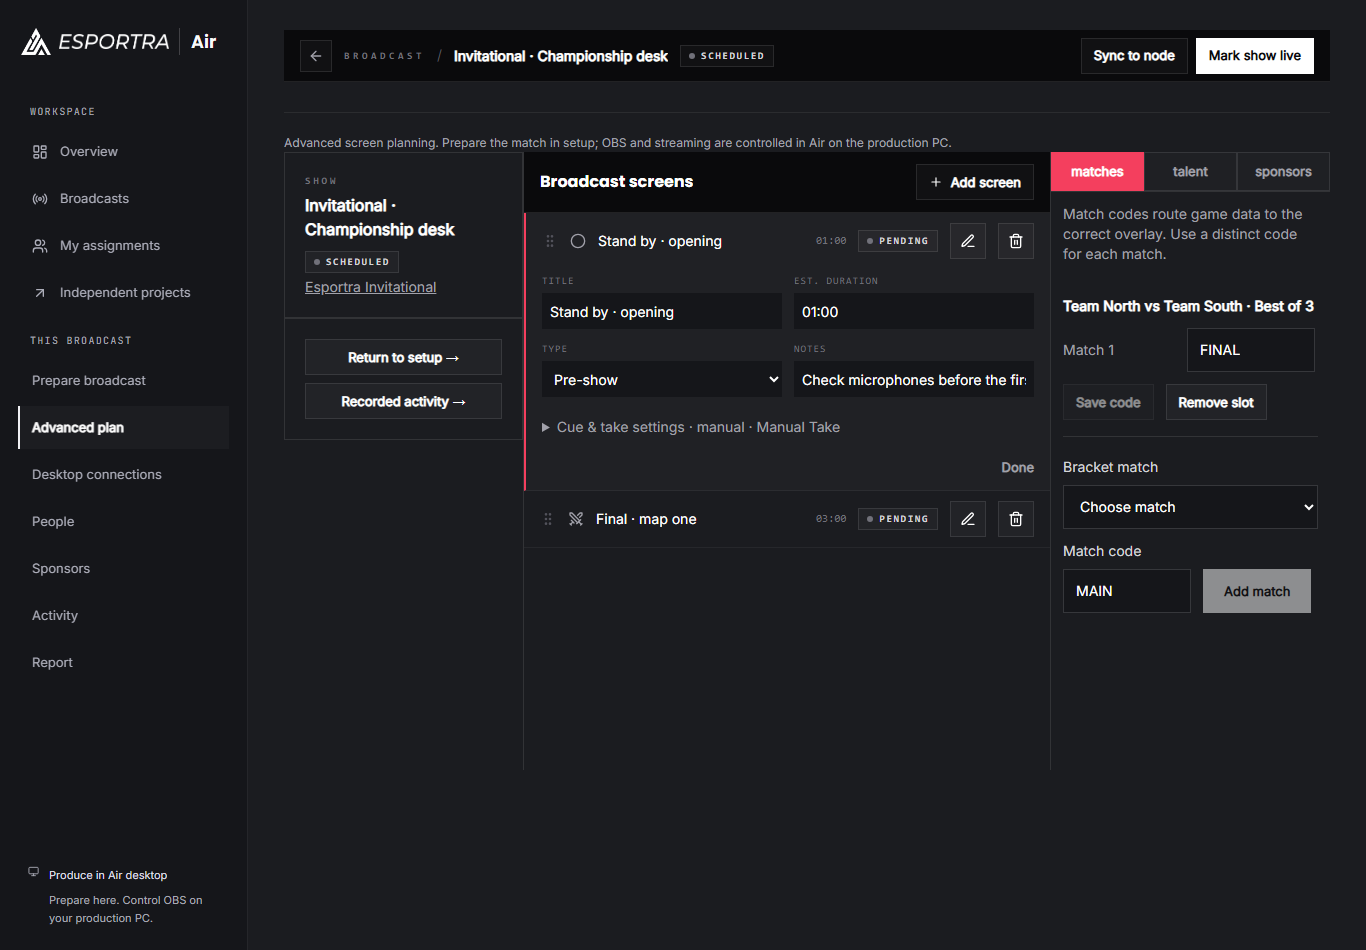 ESPORTRA Air
WORKSPACE
Overview
Broadcasts
My assignments
Independent projects
THIS BROADCAST
Prepare broadcast
Advanced plan
Desktop connections
People
Sponsors
Activity
Report
Produce in Air desktop
Prepare here. Control OBS on
your production PC.
BROADCAST / Invitational · Championship desk SCHEDULED
Sync to node
Mark show live
Advanced screen planning. Prepare the match in setup; OBS and streaming are controlled in Air on the production PC.
SHOW
Invitational ·
Championship desk
SCHEDULED
Esportra Invitational
Return to setup →
Recorded activity →
Broadcast screens
+ Add screen
Stand by · opening 01:00 PENDING
TITLE EST. DURATION
Stand by · opening 01:00
TYPE NOTES
Pre-show Check microphones before the fir
Cue & take settings · manual · Manual Take
Done
Final · map one 03:00 PENDING
matches talent sponsors
Match codes route game data to the
correct overlay. Use a distinct code
for each match.
Team North vs Team South · Best of 3
Match 1 FINAL
Save code Remove slot
Bracket match
Choose match
Match code
MAIN Add match